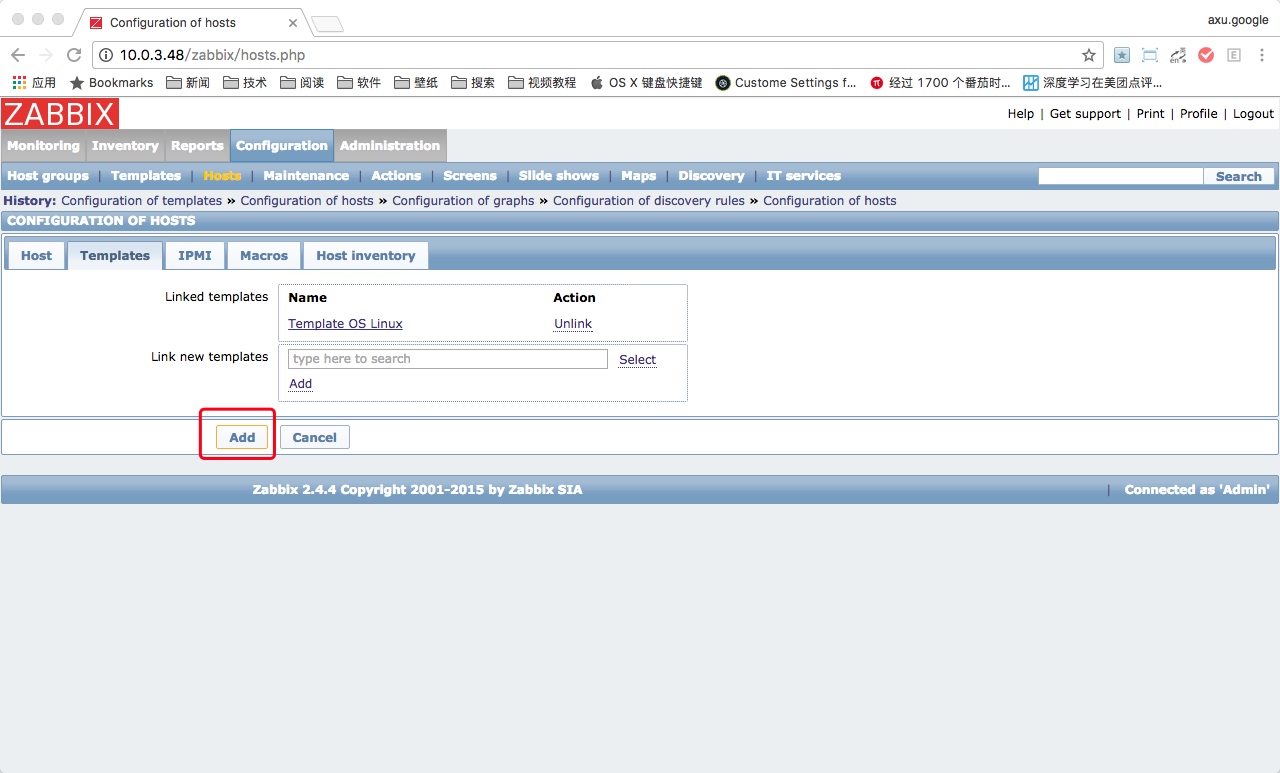 Configuration of hosts
axu.google
10.0.3.48/zabbix/hosts.php
应用 Bookmarks 新闻 技术 阅读 软件 壁纸 搜索 视频教程 OS X 键盘快捷键 Custome Settings f... 经过 1700 个番茄时... 深度学习在美团点评...
ZABBIX
Help | Get support | Print | Profile | Logout
Monitoring Inventory Reports Configuration Administration
Host groups | Templates | Hosts | Maintenance | Actions | Screens | Slide shows | Maps | Discovery | IT services Search
History: Configuration of templates » Configuration of hosts » Configuration of graphs » Configuration of discovery rules » Configuration of hosts
CONFIGURATION OF HOSTS
Host Templates IPMI Macros Host inventory
Linked templates Name Action
Template OS Linux Unlink
Link new templates type here to search Select
Add
Add Cancel
Zabbix 2.4.4 Copyright 2001-2015 by Zabbix SIA | Connected as 'Admin'